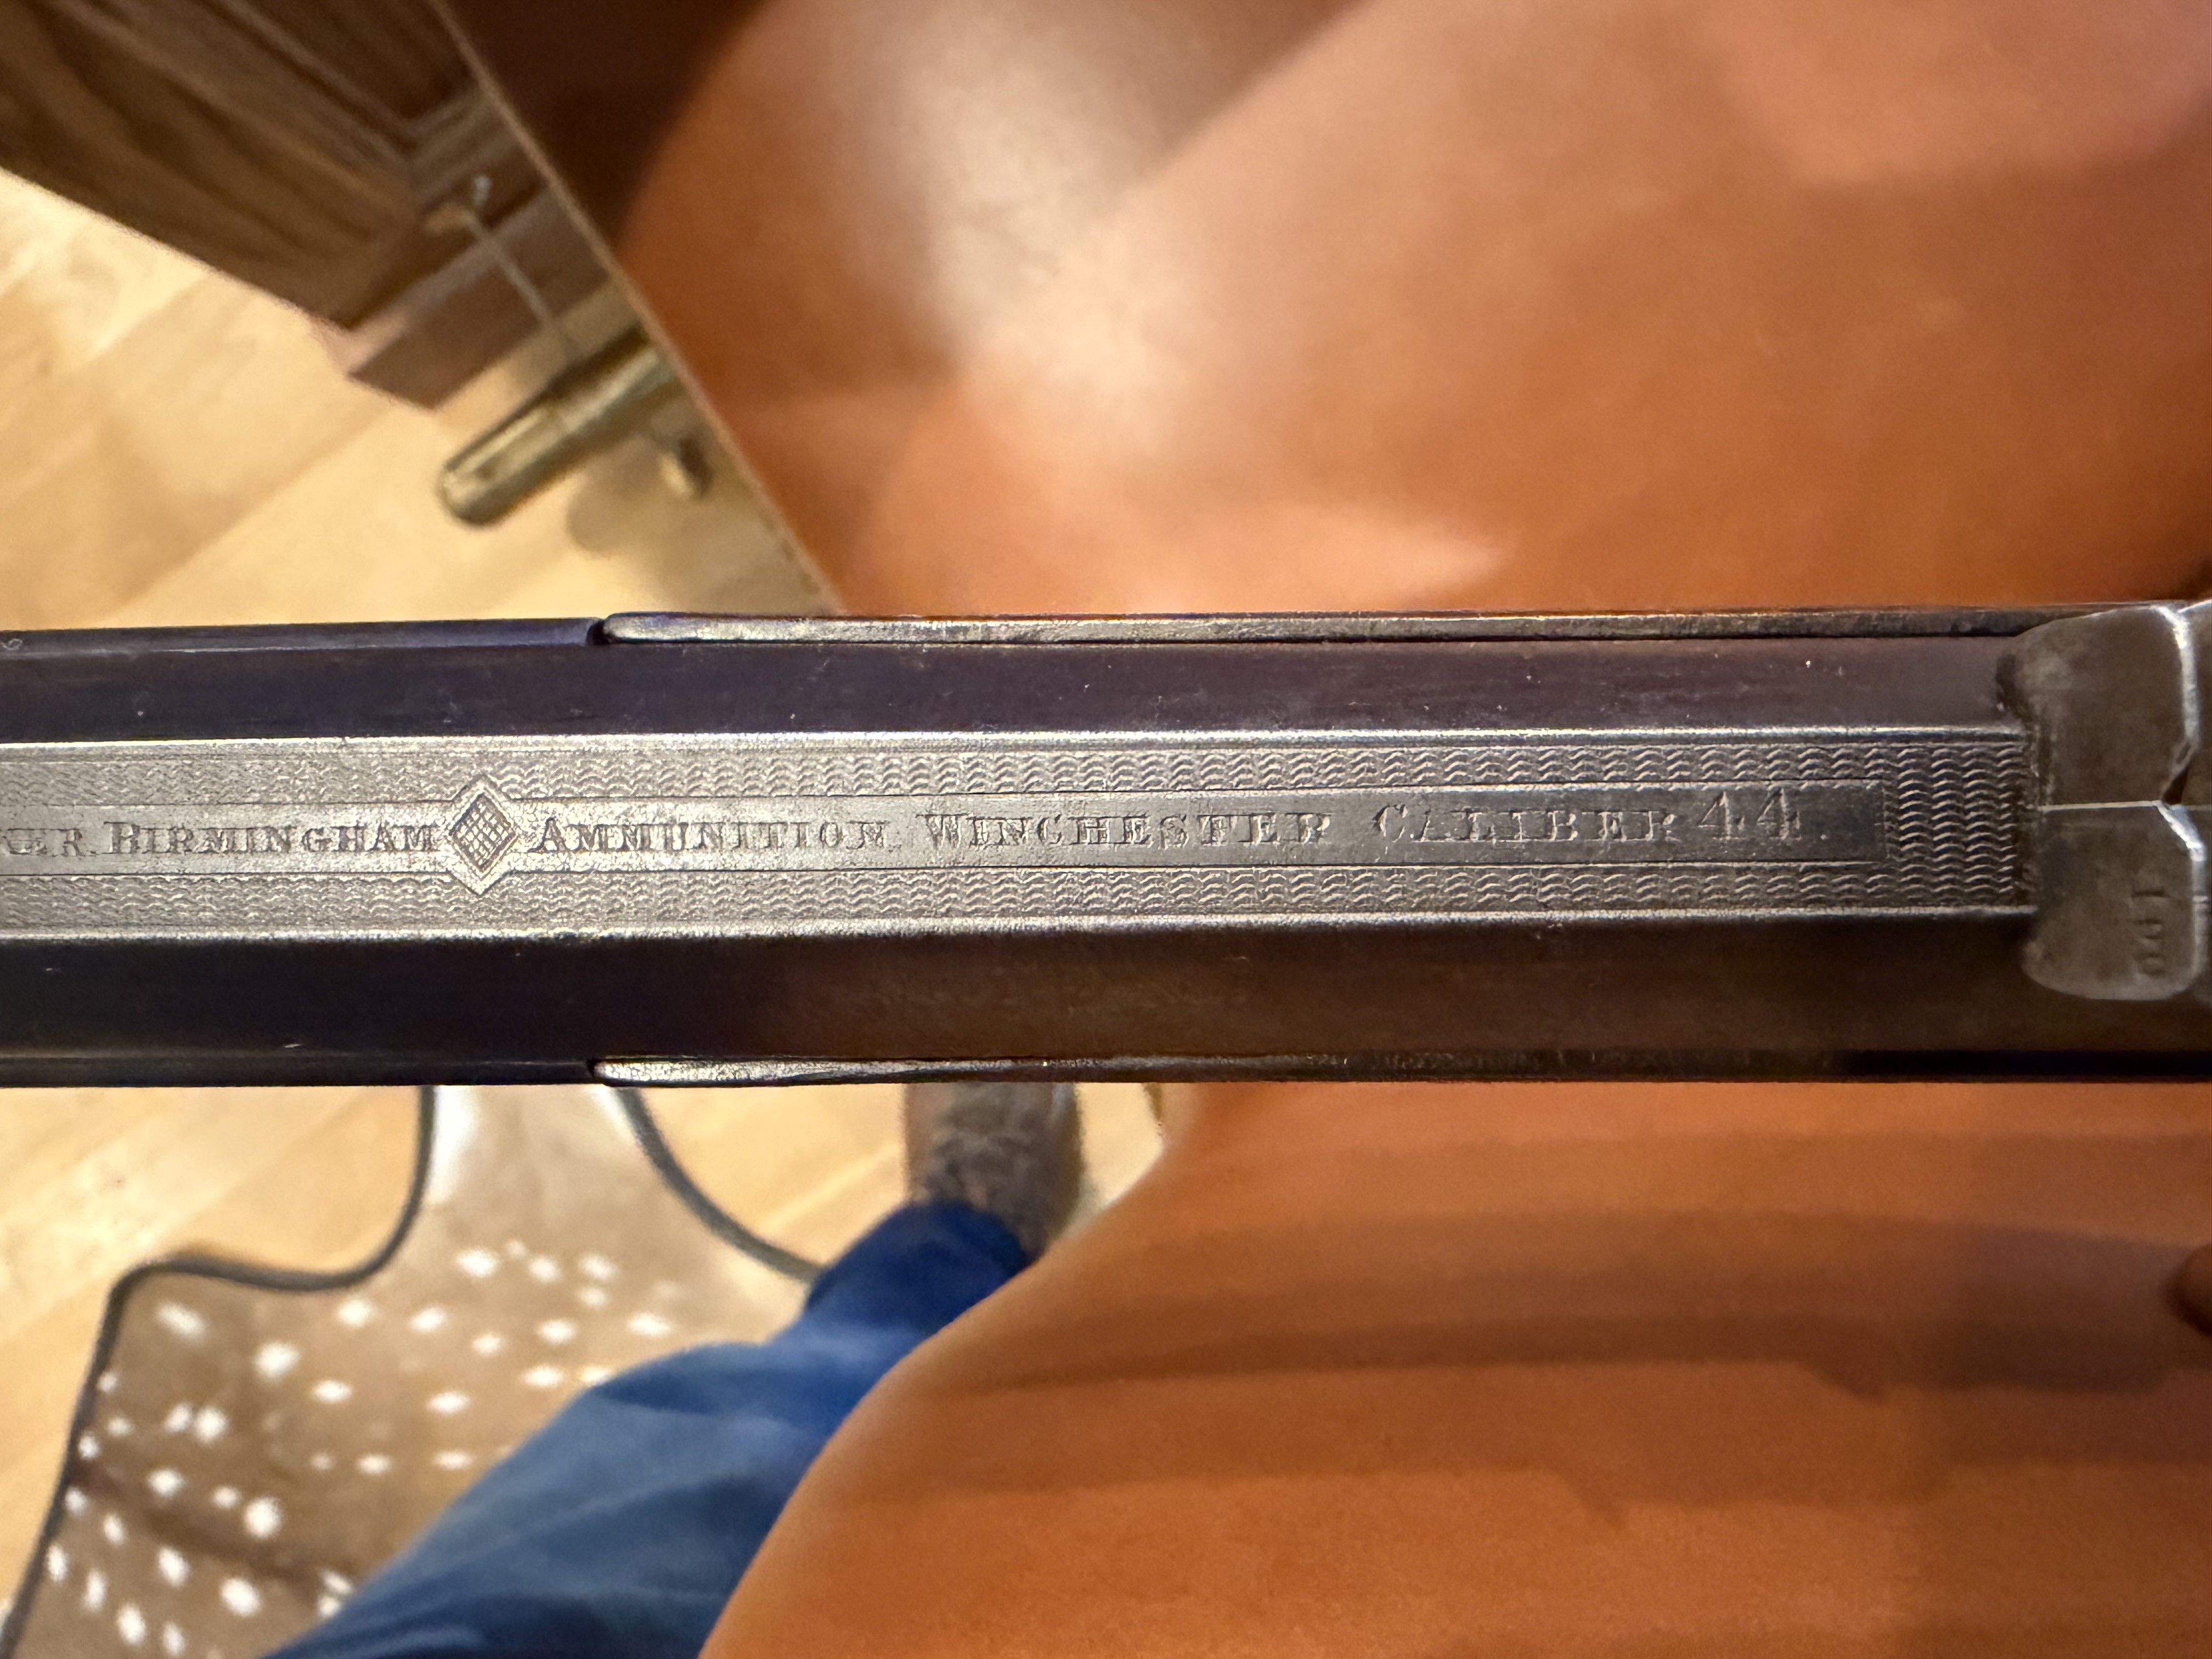 BIRMINGHAM AMMUNITION WINCHESTER CALIBER 44.